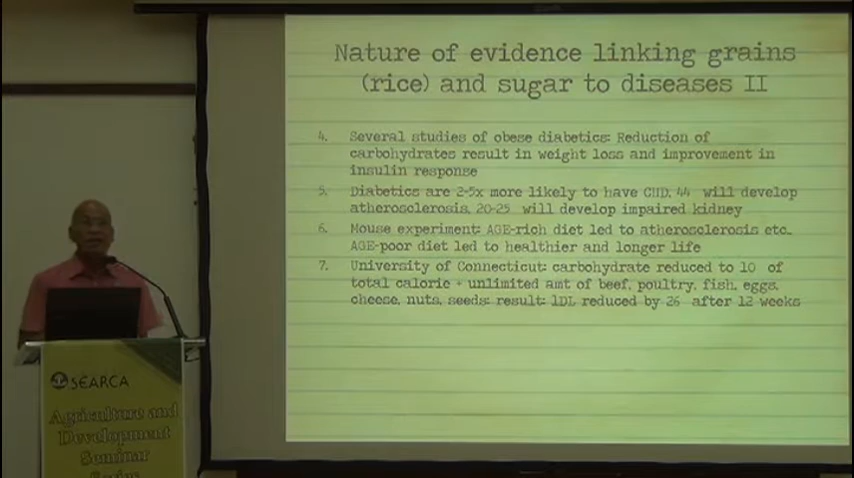 Nature of evidence linking grains
(rice) and sugar to diseases II
4. Several studies of obese diabetics: Reduction of
carbohydrates result in weight loss and improvement in
insulin response
5. Diabetics are 2-5x more likely to have CHD, 44 will develop
atherosclerosis, 20-25 will develop impaired kidney
6. Mouse experiment: AGE-rich diet led to atherosclerosis etc.
AGE-poor diet led to healthier and longer life
7. University of Connecticut: carbohydrate reduced to 10 of
total calorie + unlimited amt of beef, poultry, fish, eggs,
cheese, nuts, seeds: result: lDL reduced by 26 after 12 weeks
SEARCA
Agriculture and
Development
Seminar
Series